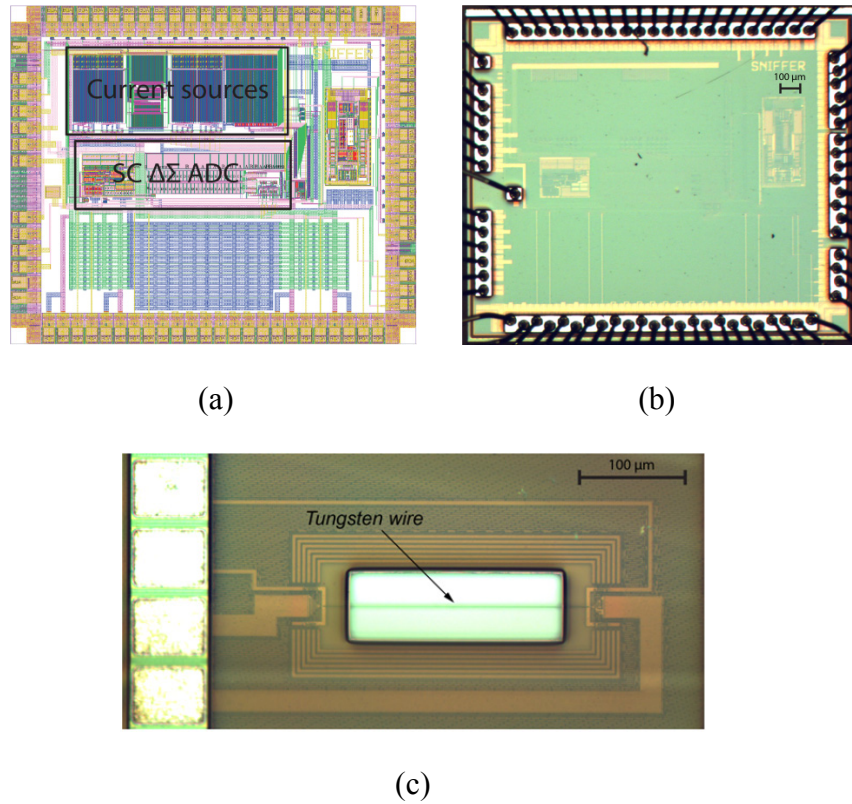 Current sources
SC ΔΣ ADC
SNIFFER
SNIFFER
100 µm
(a)
(b)
100 µm
Tungsten wire
(c)